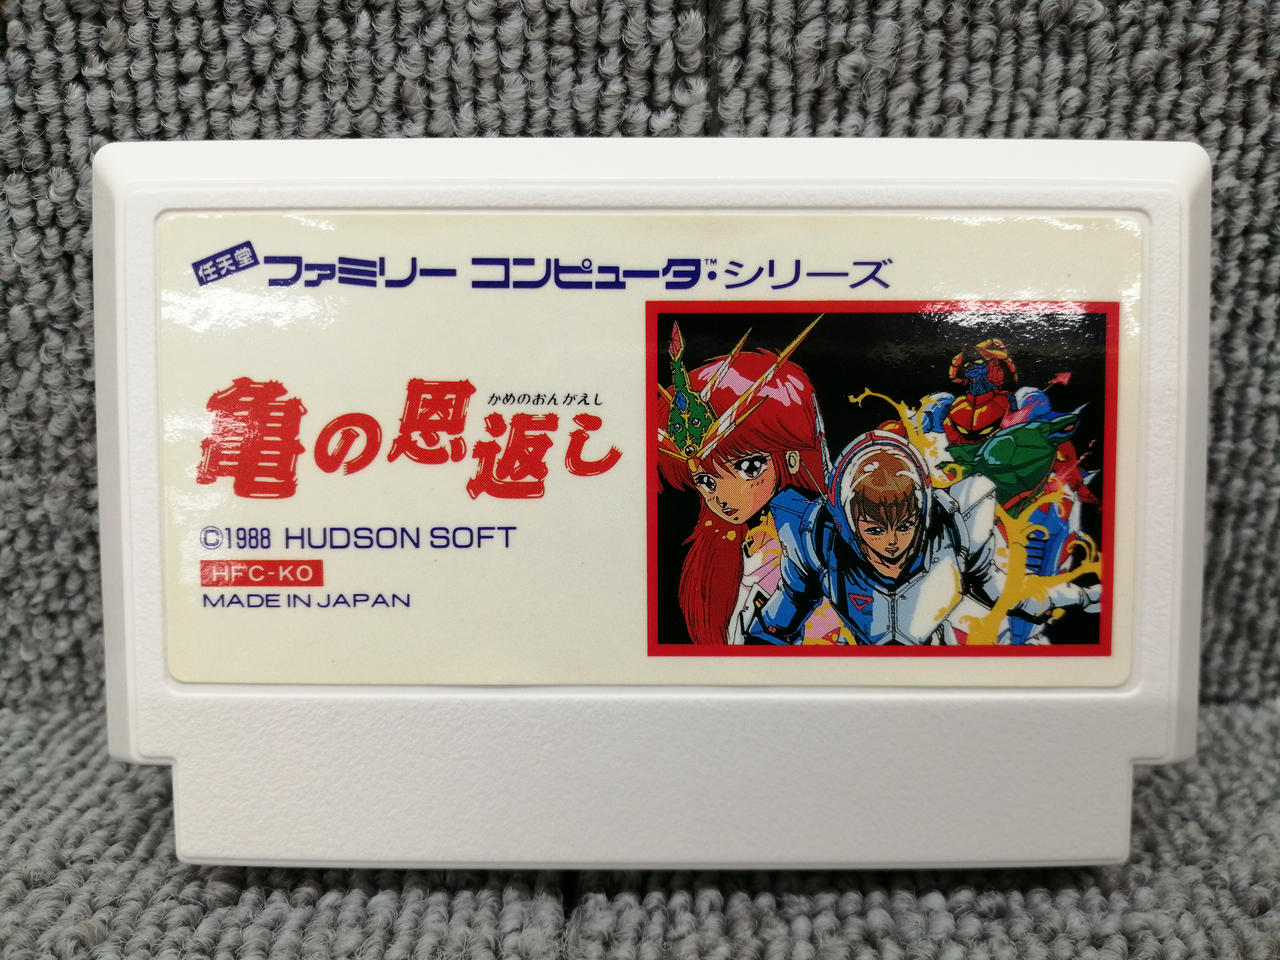 任天堂 ファミリー コンピュータ™・シリーズ
かめのおんがえし
亀の恩返し
©1988 HUDSON SOFT
HFC-KO
MADE IN JAPAN